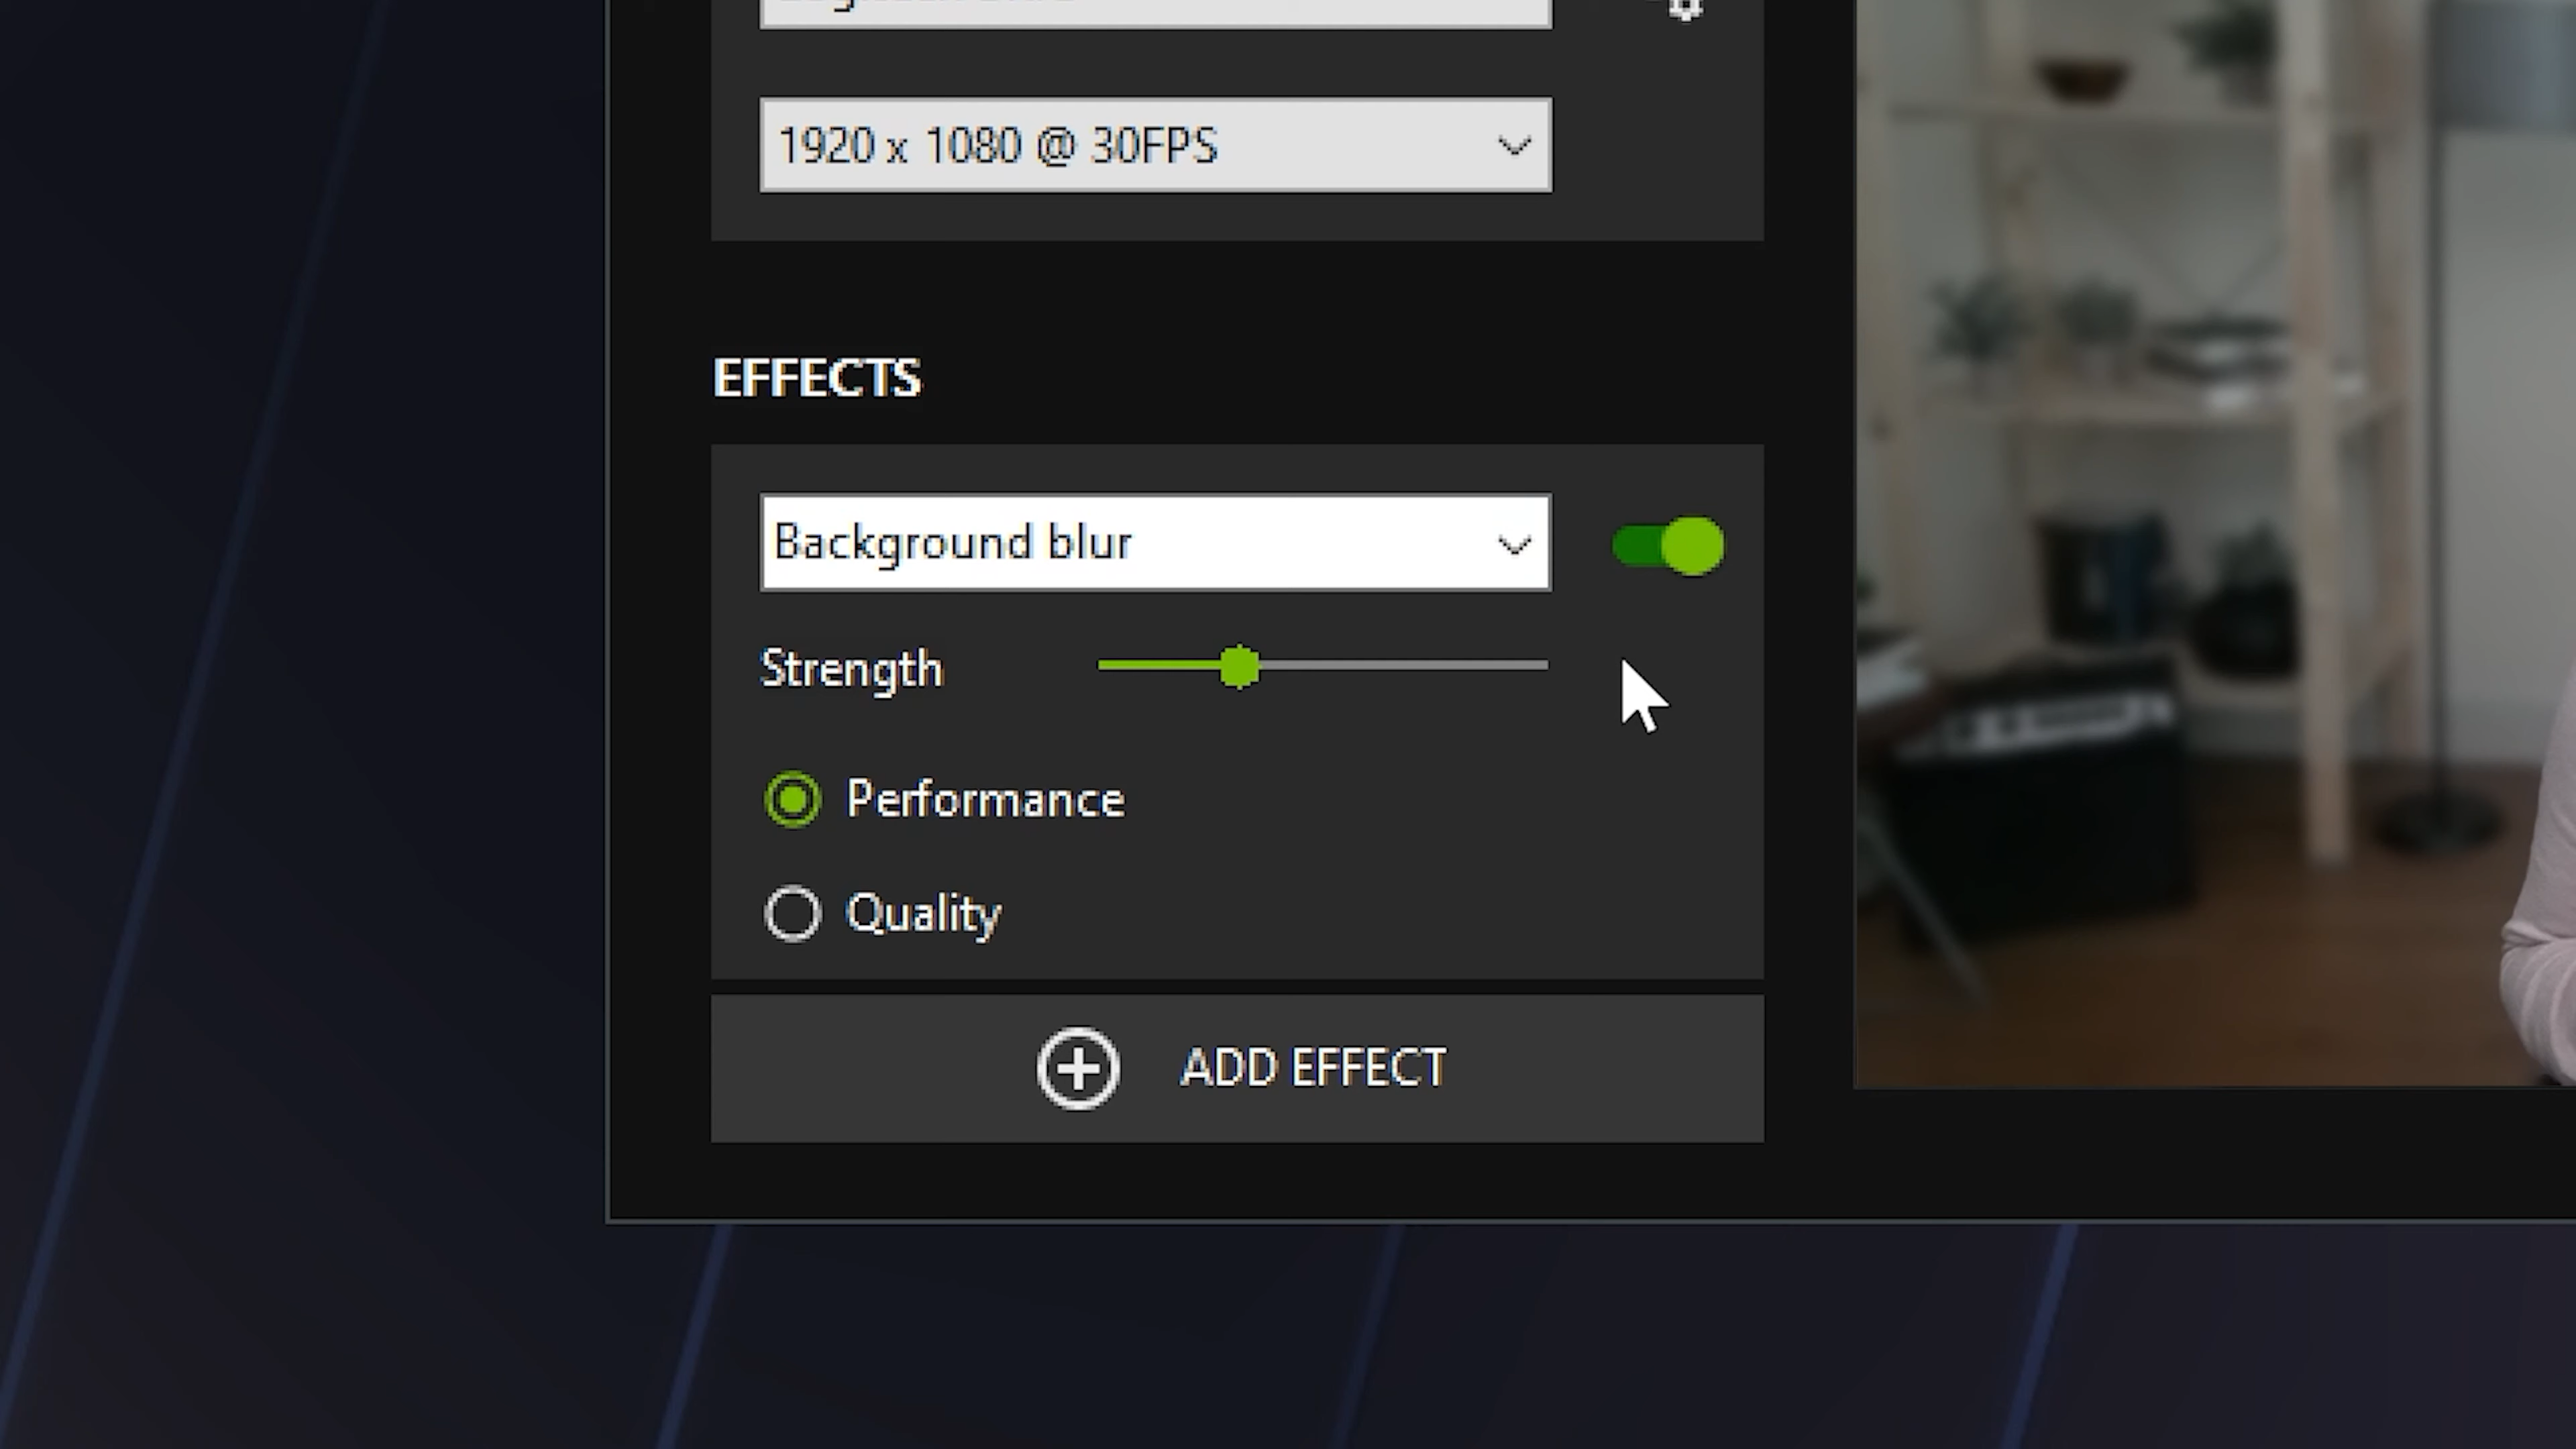 1920 x 1080 @ 30FPS
EFFECTS
Background blur
Strength
Performance
Quality
ADD EFFECT